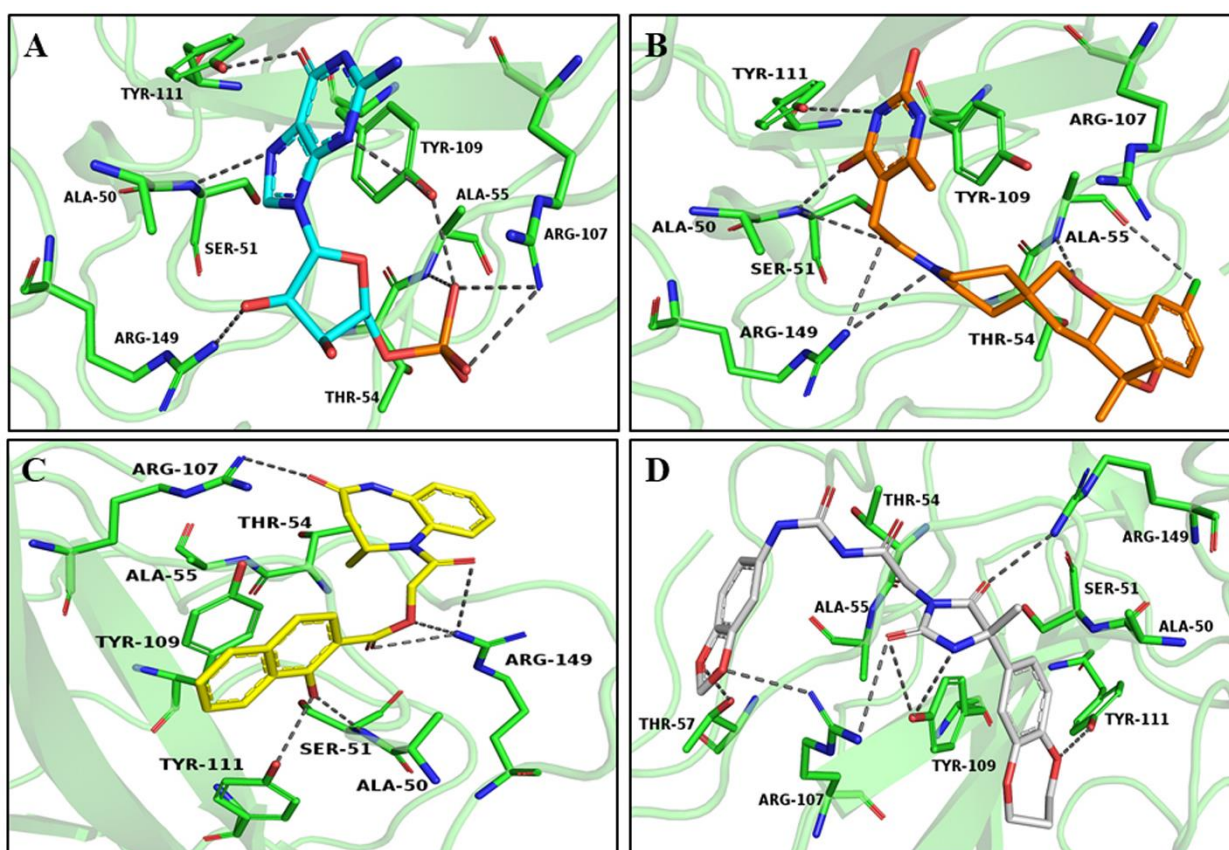 A
TYR-111
TYR-109
ALA-50
ALA-55
SER-51
ARG-107
ARG-149
THR-54
B
TYR-111
ARG-107
TYR-109
ALA-50
ALA-55
SER-51
ARG-149
THR-54
C
ARG-107
THR-54
ALA-55
TYR-109
ARG-149
SER-51
TYR-111
ALA-50
D
THR-54
ARG-149
SER-51
ALA-55
ALA-50
THR-57
TYR-111
TYR-109
ARG-107